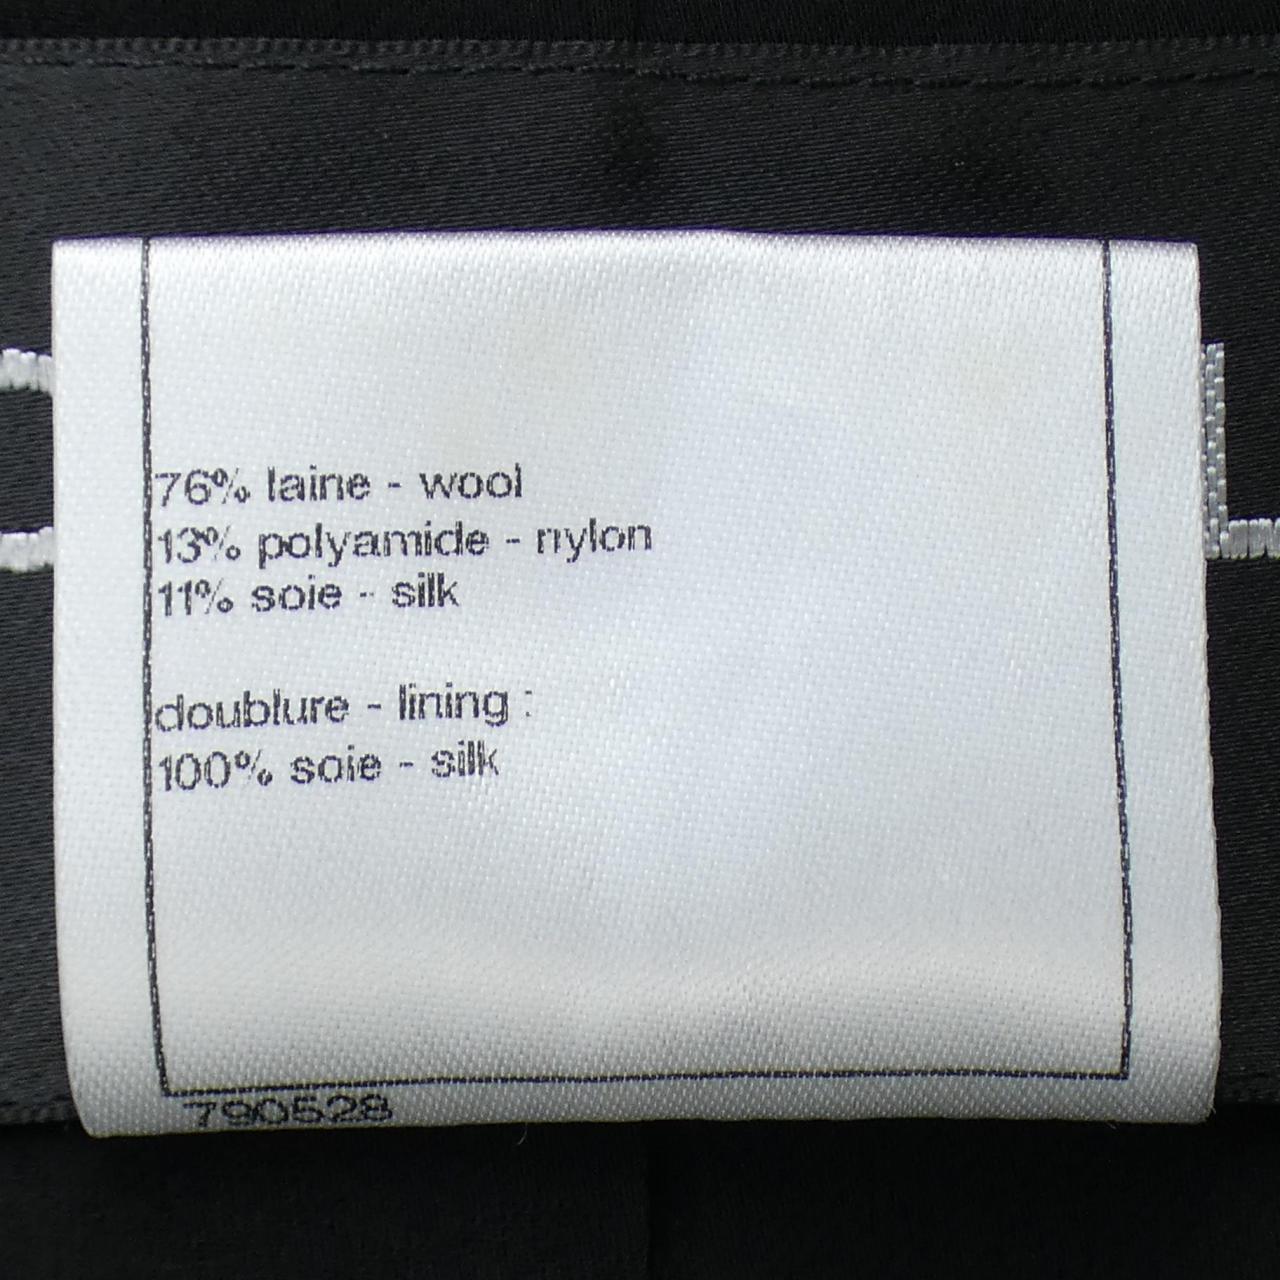 76% laine - wool
13% polyamide - nylon
11% soie - silk
doublure - lining :
100% soie - silk
790528